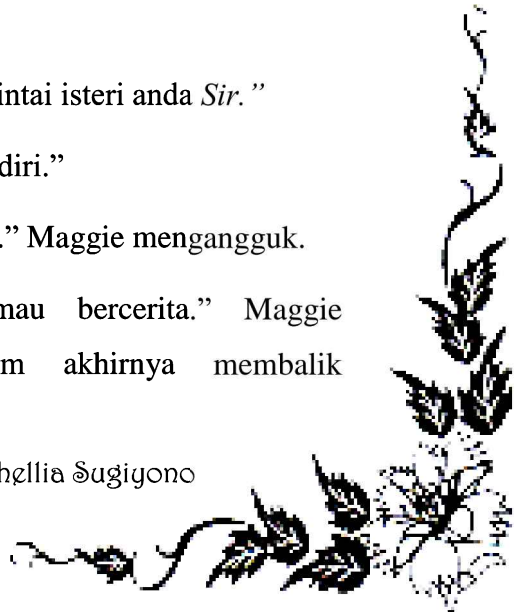 intai isteri anda Sir.”
diri.”
.” Maggie mengangguk.
mau bercerita.” Maggie
m akhirnya membalik
hellia Sugiyono